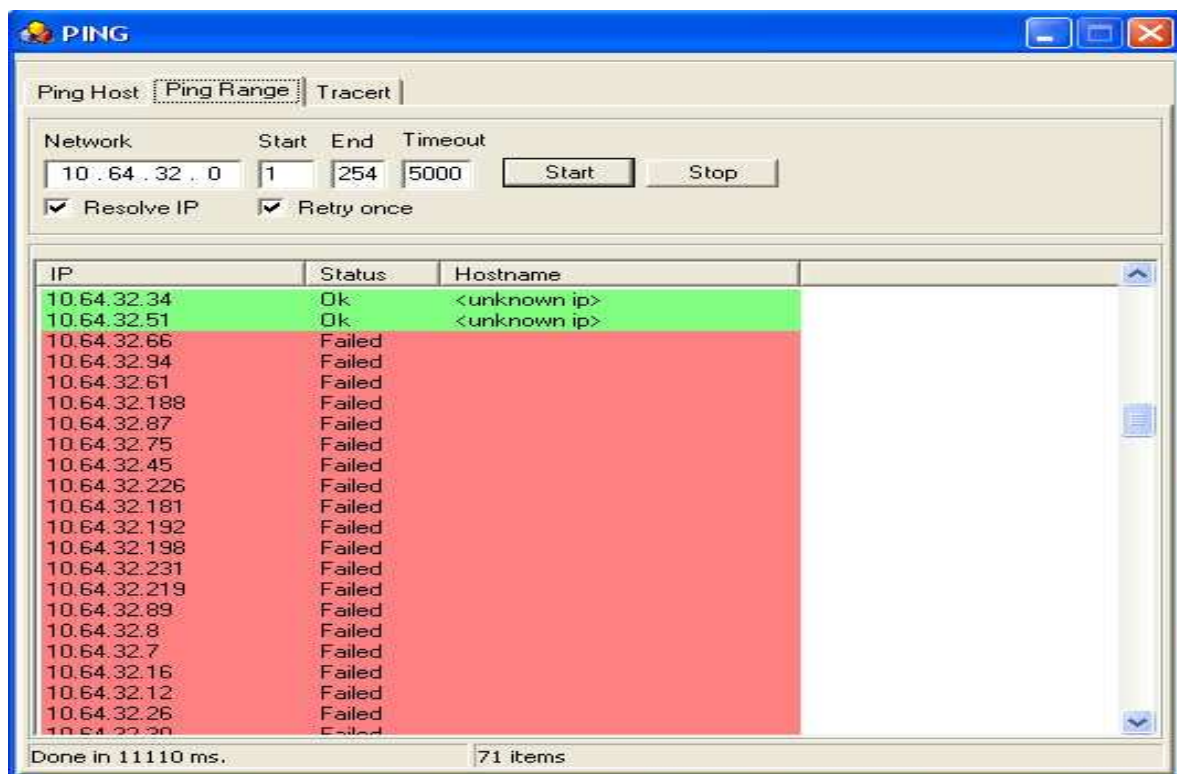 PING
Ping Host Ping Range Tracert
Network Start End Timeout
10 . 64 . 32 . 0 1 254 5000 Start Stop
Resolve IP Retry once
IP Status Hostname
10.64.32.34 Ok <unknown ip>
10.64.32.51 Ok <unknown ip>
10.64.32.66 Failed
10.64.32.94 Failed
10.64.32.61 Failed
10.64.32.188 Failed
10.64.32.87 Failed
10.64.32.75 Failed
10.64.32.45 Failed
10.64.32.226 Failed
10.64.32.181 Failed
10.64.32.192 Failed
10.64.32.198 Failed
10.64.32.231 Failed
10.64.32.219 Failed
10.64.32.89 Failed
10.64.32.8 Failed
10.64.32.7 Failed
10.64.32.16 Failed
10.64.32.12 Failed
10.64.32.26 Failed
Failed
Done in 11110 ms. 71 items